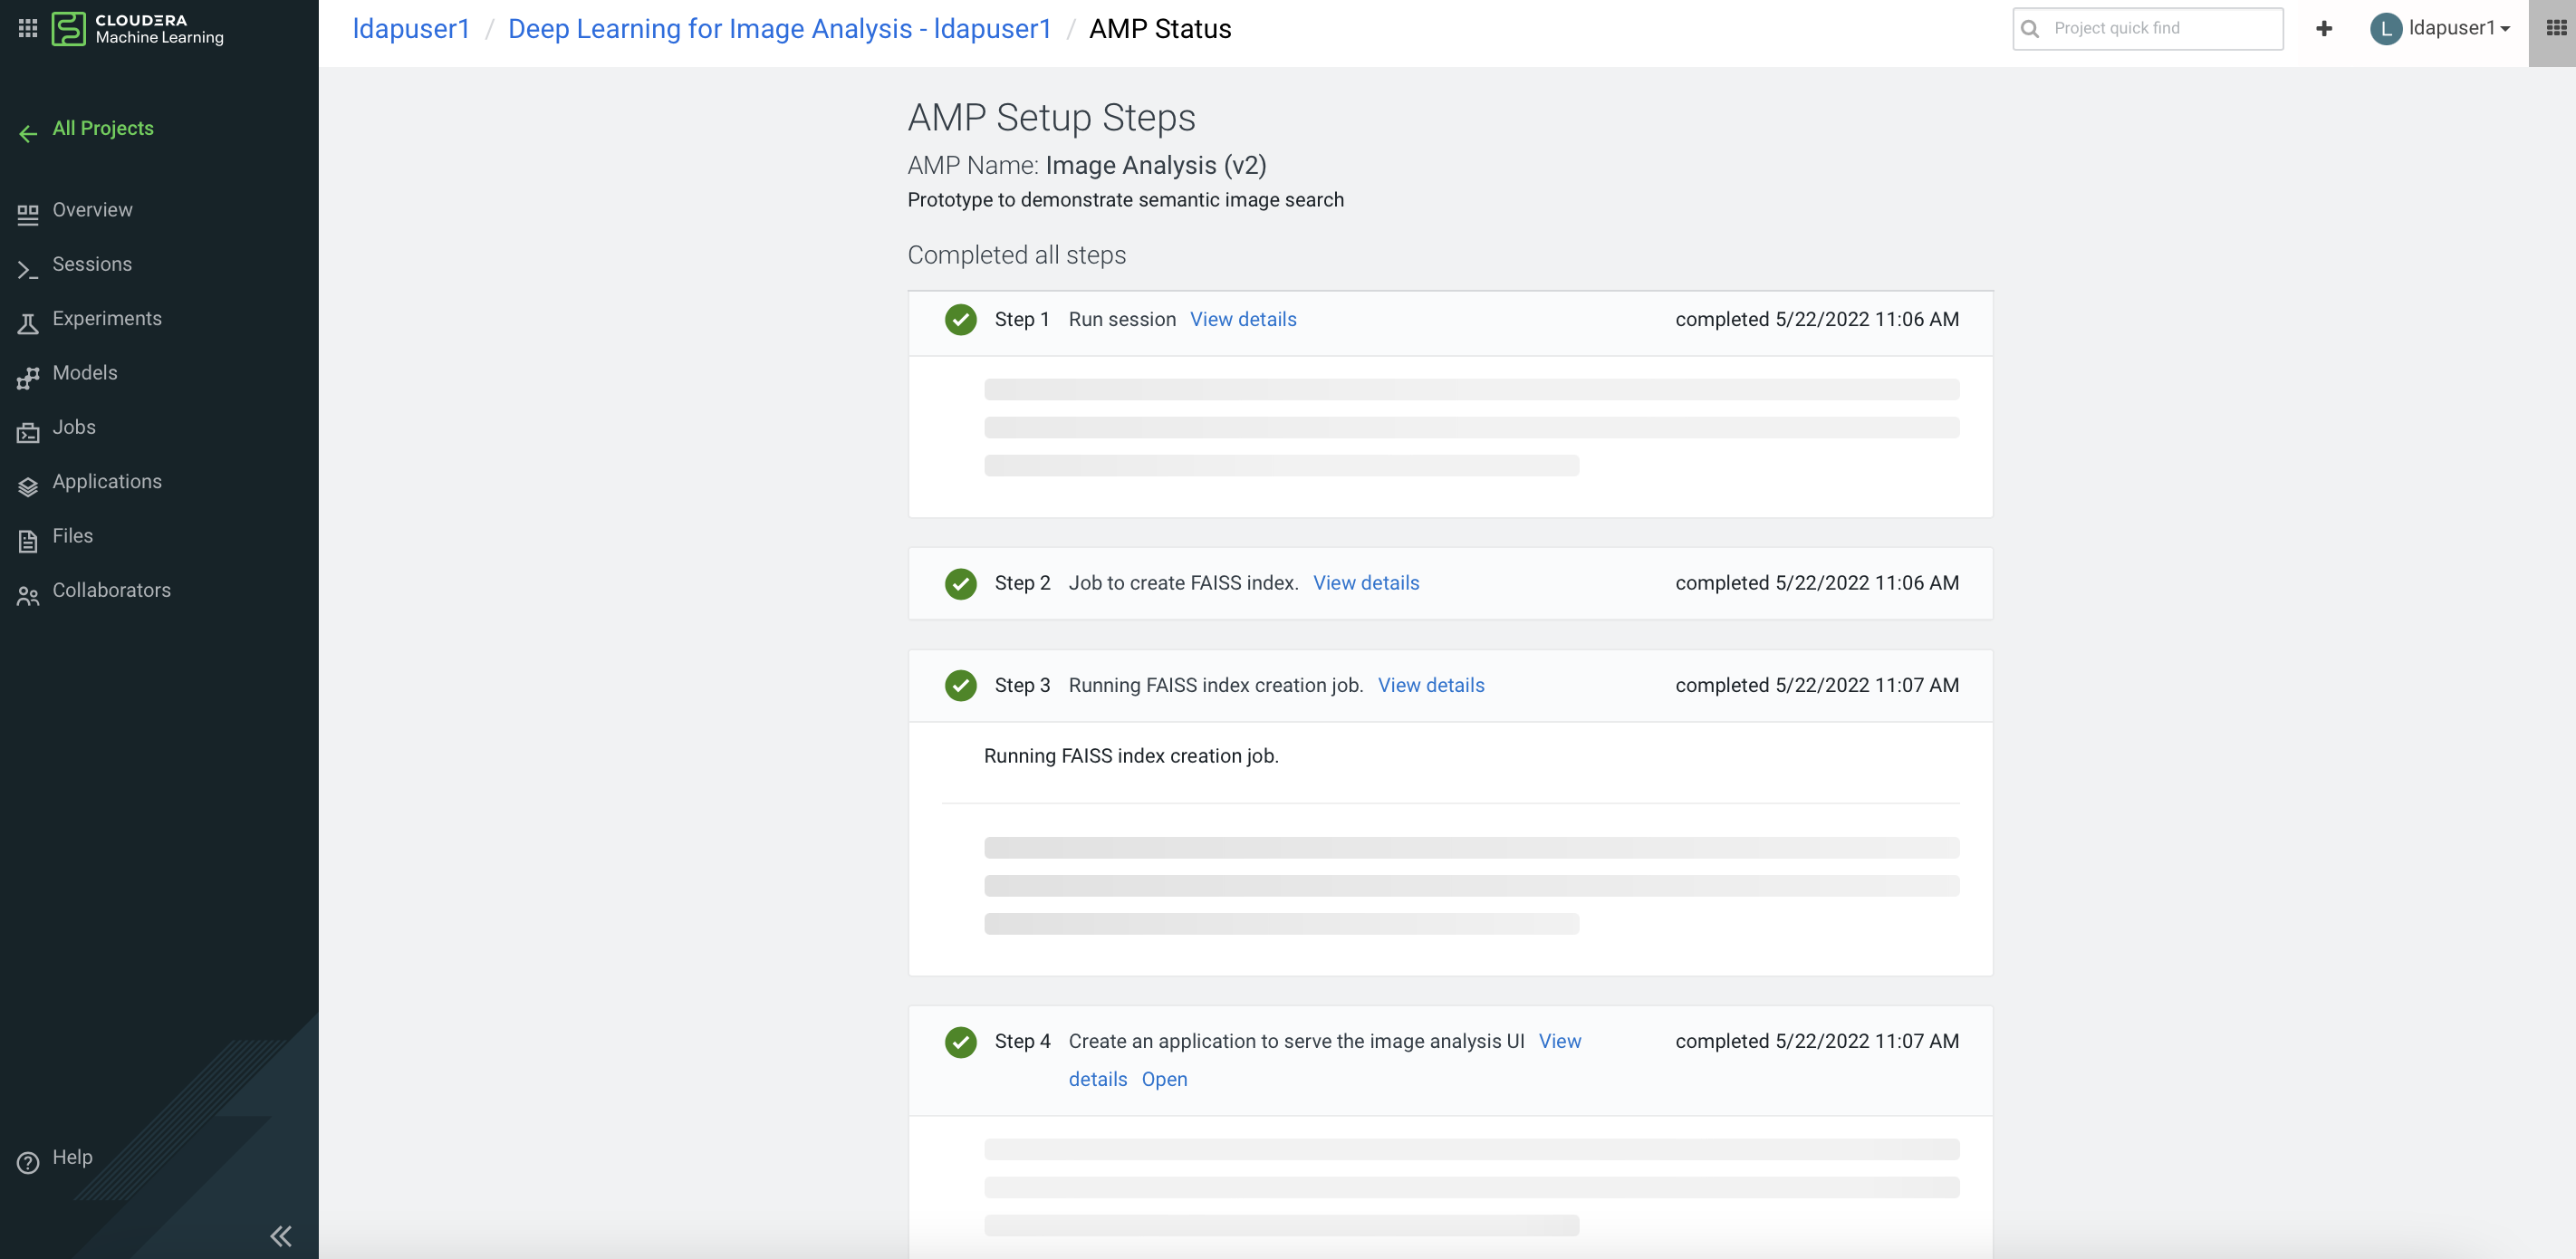 CLOUDERA
Machine Learning
ldapuser1 / Deep Learning for Image Analysis - ldapuser1 / AMP Status
Project quick find
L ldapuser1
All Projects
Overview
Sessions
Experiments
Models
Jobs
Applications
Files
Collaborators
Help
AMP Setup Steps
AMP Name: Image Analysis (v2)
Prototype to demonstrate semantic image search
Completed all steps
Step 1 Run session View details completed 5/22/2022 11:06 AM
Step 2 Job to create FAISS index. View details completed 5/22/2022 11:06 AM
Step 3 Running FAISS index creation job. View details completed 5/22/2022 11:07 AM
Running FAISS index creation job.
Step 4 Create an application to serve the image analysis UI View completed 5/22/2022 11:07 AM
details Open